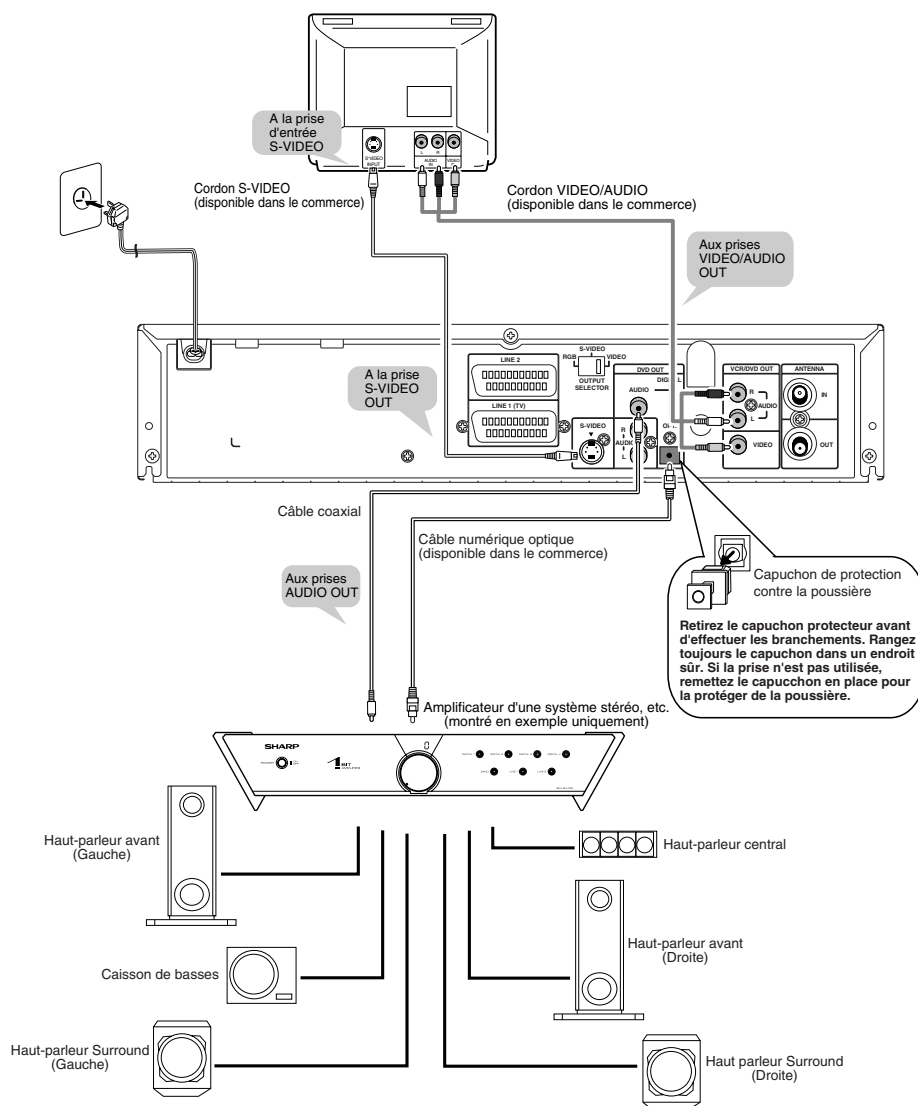 A la prise
d'entrée
S-VIDEO
S-VIDEO
INPUT
L
R
AUDIO
IN
VIDEO
Cordon S-VIDEO
(disponible dans le commerce)
Cordon VIDEO/AUDIO
(disponible dans le commerce)
Aux prises
VIDEO/AUDIO
OUT
A la prise
S-VIDEO
OUT
LINE 2
LINE 1 (TV)
S-VIDEO
RGB
VIDEO
OUTPUT
SELECTOR
DVD OUT
DIGITAL
AUDIO
S-VIDEO
R
AUDIO
L
VCR/DVD OUT
R
AUDIO
L
VIDEO
ANTENNA
IN
OUT
Câble coaxial
Câble numérique optique
(disponible dans le commerce)
Aux prises
AUDIO OUT
Capuchon de protection
contre la poussière
Retirez le capuchon protecteur avant
d'effectuer les branchements. Rangez
toujours le capuchon dans un endroit
sûr. Si la prise n'est pas utilisée,
remettez le capucchon en place pour
la protéger de la poussière.
Amplificateur d'une système stéréo, etc.
(montré en exemple uniquement)
SHARP
1 BIT
0
Haut-parleur avant
(Gauche)
Haut-parleur central
Haut-parleur avant
(Droite)
Caisson de basses
Haut-parleur Surround
(Gauche)
Haut parleur Surround
(Droite)